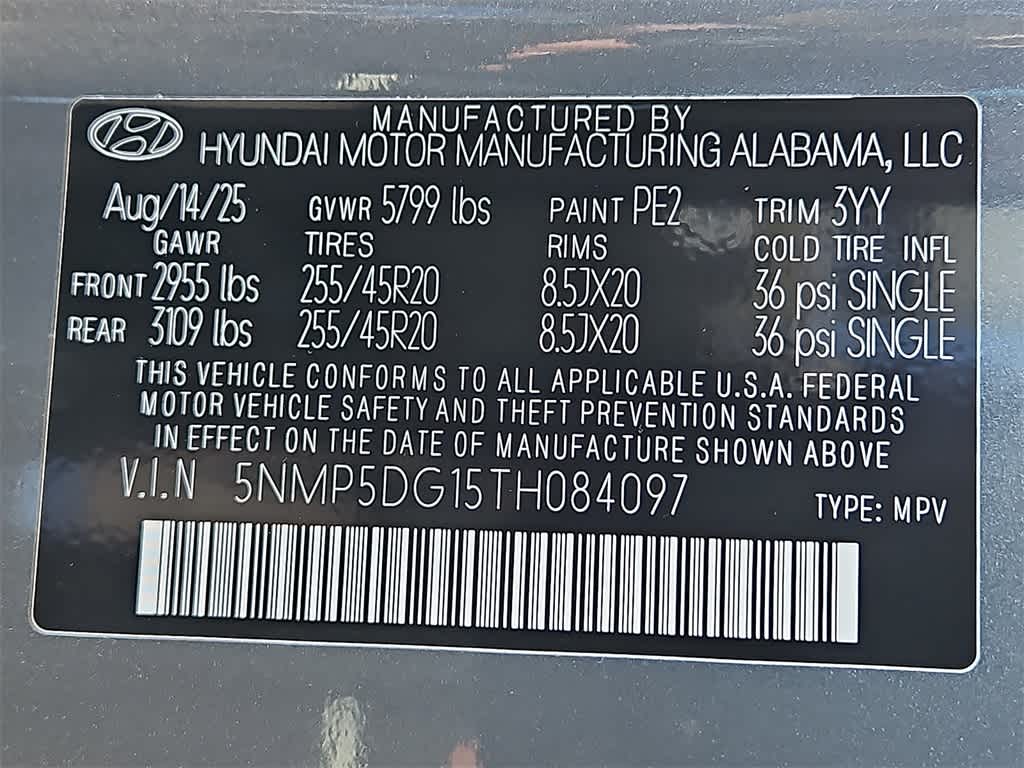 MANUFACTURED BY
HYUNDAI MOTOR MANUFACTURING ALABAMA, LLC
Aug/14/25 GVWR 5799 lbs PAINT PE2 TRIM 3YY
GAWR TIRES RIMS COLD TIRE INFL
FRONT 2955 lbs 255/45R20 8.5JX20 36 psi SINGLE
REAR 3109 lbs 255/45R20 8.5JX20 36 psi SINGLE
THIS VEHICLE CONFORMS TO ALL APPLICABLE U.S.A. FEDERAL
MOTOR VEHICLE SAFETY AND THEFT PREVENTION STANDARDS
IN EFFECT ON THE DATE OF MANUFACTURE SHOWN ABOVE
V.I.N 5NMP5DG15TH084097 TYPE: MPV